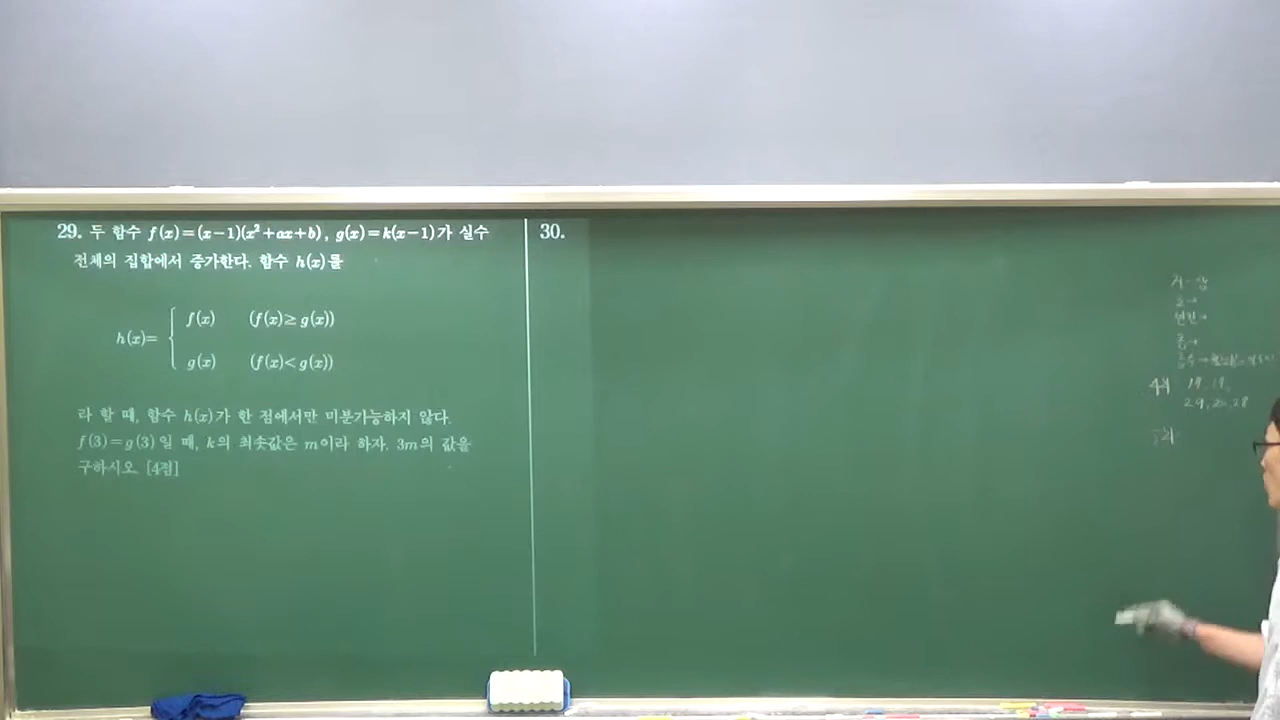 29. 두 함수 f(x)=(x-1)(x²+ax+b), g(x)=k(x-1)가 실수
전체의 집합에서 증가한다. 함수 h(x)를
h(x)= { f(x) (f(x)≥g(x))
g(x) (f(x)<g(x))
라 할 때, 함수 h(x)가 한 점에서만 미분가능하지 않다.
f(3)=g(3)일 때, k의 최솟값은 m이라 하자. 3m의 값을
구하시오. [4점]
30.